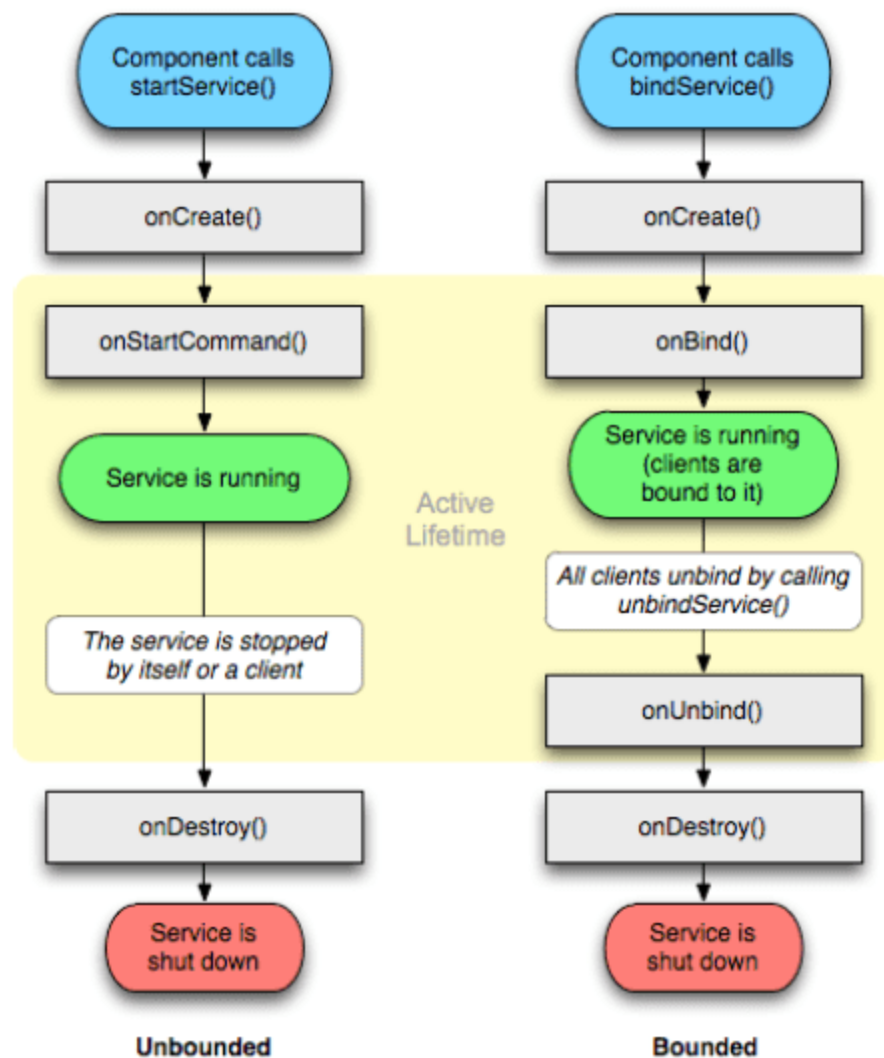 Component calls
startService()
onCreate()
onStartCommand()
Service is running
The service is stopped
by itself or a client
onDestroy()
Service is
shut down
Unbounded
Active
Lifetime
Component calls
bindService()
onCreate()
onBind()
Service is running
(clients are
bound to it)
All clients unbind by calling
unbindService()
onUnbind()
onDestroy()
Service is
shut down
Bounded